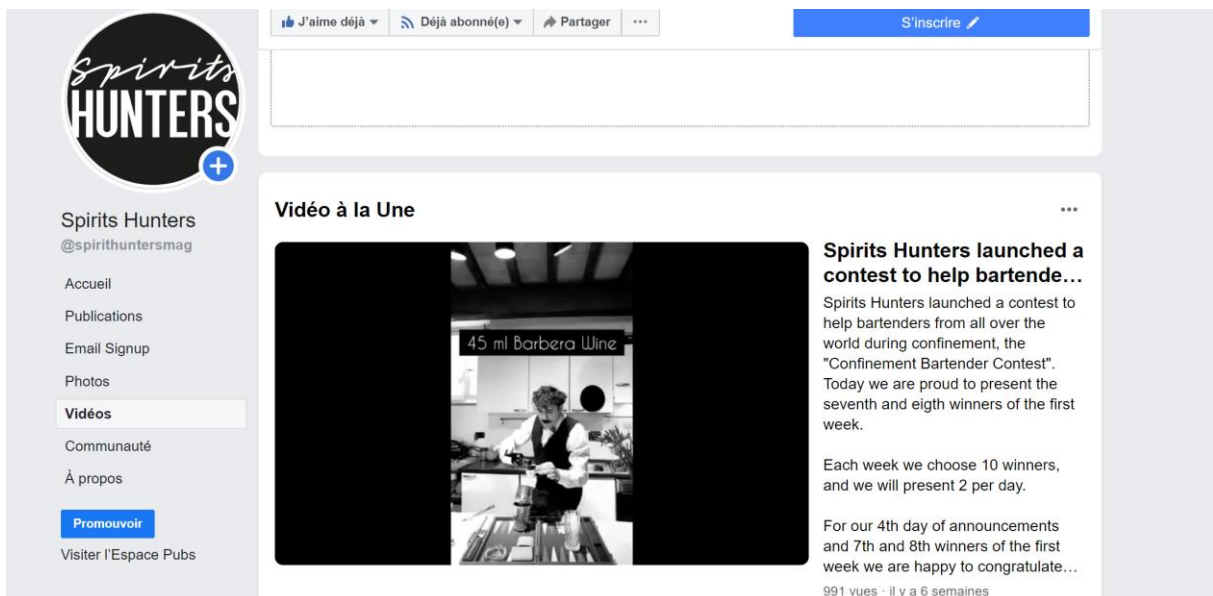 J'aime déjà
Déjà abonné(e)
Partager
S'inscrire
Spirits
HUNTERS
Spirits Hunters
@spirithuntersmag
Accueil
Publications
Email Signup
Photos
Vidéos
Communauté
À propos
Promouvoir
Visiter l'Espace Pubs
Vidéo à la Une
45 ml Barbera Wine
Spirits Hunters launched a
contest to help bartende...
Spirits Hunters launched a contest to
help bartenders from all over the
world during confinement, the
"Confinement Bartender Contest".
Today we are proud to present the
seventh and eigth winners of the first
week.
Each week we choose 10 winners,
and we will present 2 per day.
For our 4th day of announcements
and 7th and 8th winners of the first
week we are happy to congratulate...
991 vues · il y a 6 semaines